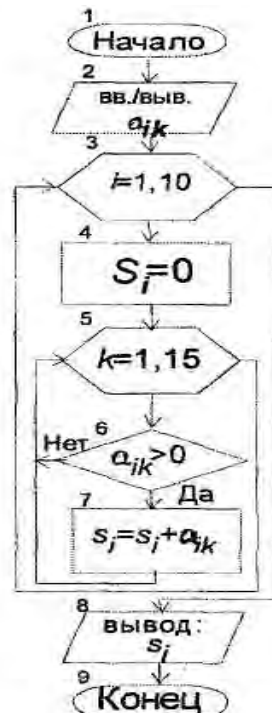 1
Начало
2
вв./выв.
aik
3
i=1,10
4
Si=0
5
k=1,15
6
Нет
aik>0
Да
7
si=si+aik
8
вывод:
si
9
Конец